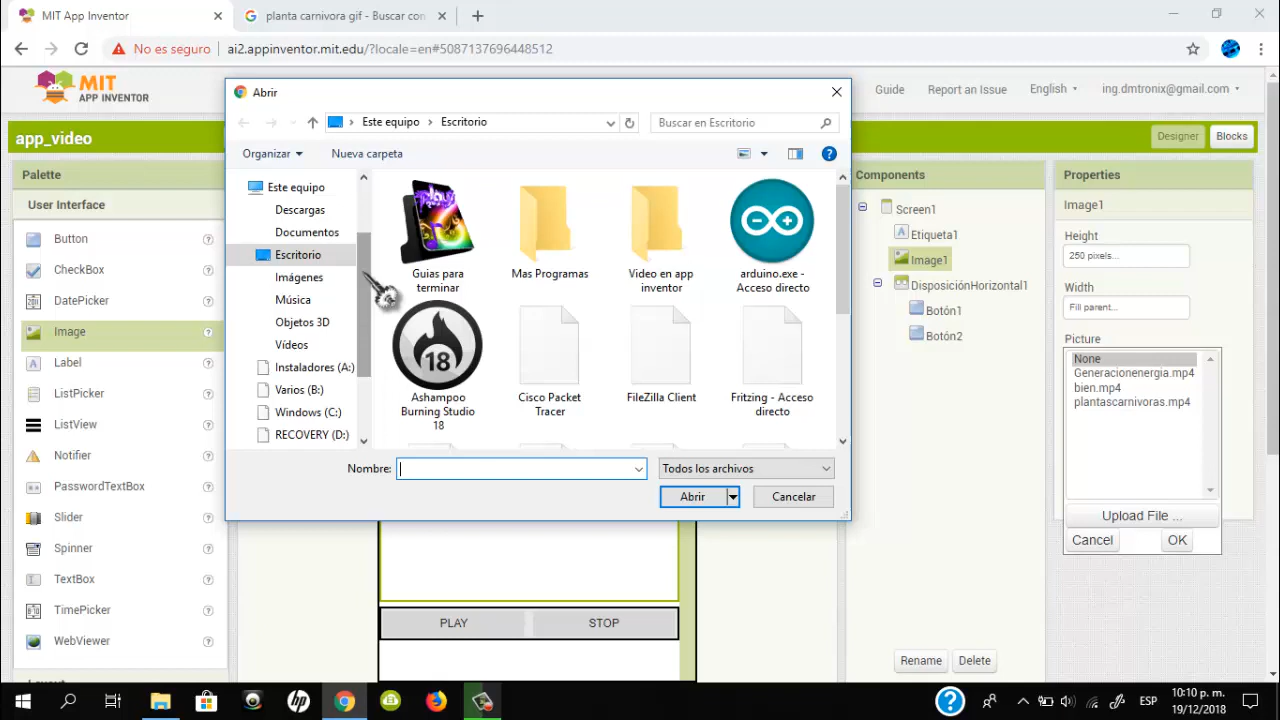 MIT App Inventor
planta carnivora gif - Buscar con
No es seguro
ai2.appinventor.mit.edu/?locale=en#5087137696448512
MIT
APP INVENTOR
Guide
Report an Issue
English
ing.dmtronix@gmail.com
app_video
Designer
Blocks
Palette
User Interface
Button
CheckBox
DatePicker
Image
Label
ListPicker
ListView
Notifier
PasswordTextBox
Slider
Spinner
TextBox
TimePicker
WebViewer
Abrir
Este equipo
Escritorio
Buscar en Escritorio
Organizar
Nueva carpeta
Este equipo
Descargas
Documentos
Escritorio
Imágenes
Música
Objetos 3D
Vídeos
Instaladores (A:)
Varios (B:)
Windows (C:)
RECOVERY (D:)
Guias para
terminar
Mas Programas
Video en app
inventor
arduino.exe -
Acceso directo
18
Ashampoo
Burning Studio
18
Cisco Packet
Tracer
FileZilla Client
Fritzing - Acceso
directo
Nombre:
Todos los archivos
Abrir
Cancelar
PLAY
STOP
Components
Screen1
Etiqueta1
Image1
DisposiciónHorizontal1
Botón1
Botón2
Rename
Delete
Properties
Image1
Height
250 pixels...
Width
Fill parent...
Picture
None
Generacionenergia.mp4
bien.mp4
plantascarnivoras.mp4
Upload File ...
Cancel
OK
hp
ESP
10:10 p. m.
19/12/2018